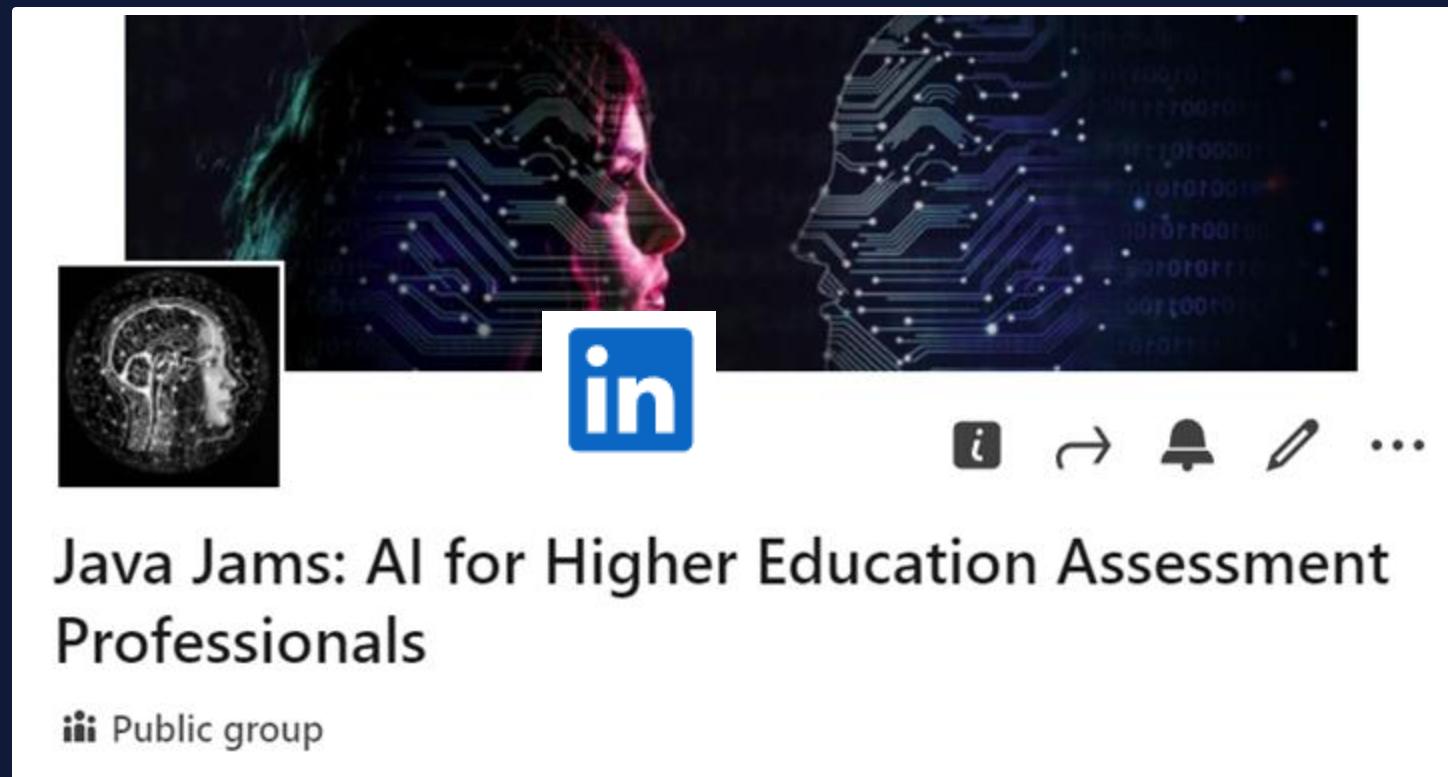 in
Java Jams: AI for Higher Education Assessment
Professionals
Public group